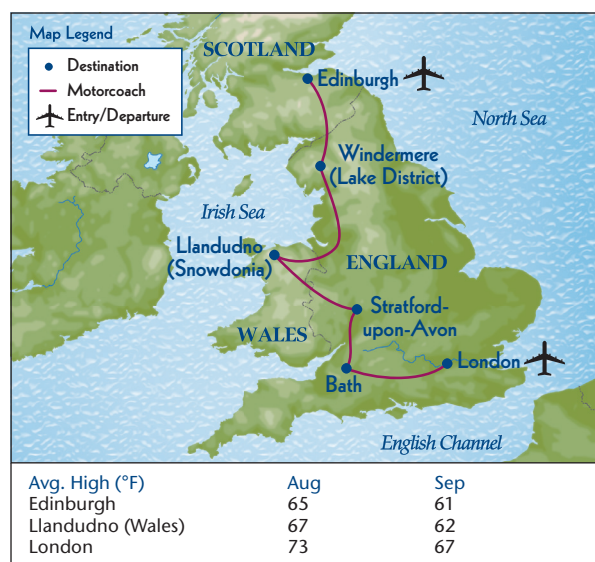 Map Legend
Destination
Motorcoach
Entry/Departure
SCOTLAND
Edinburgh
North Sea
Windermere
(Lake District)
Irish Sea
Llandudno
(Snowdonia)
ENGLAND
Stratford-
upon-Avon
WALES
London
Bath
English Channel
Avg. High (°F) Aug Sep
Edinburgh 65 61
Llandudno (Wales) 67 62
London 73 67